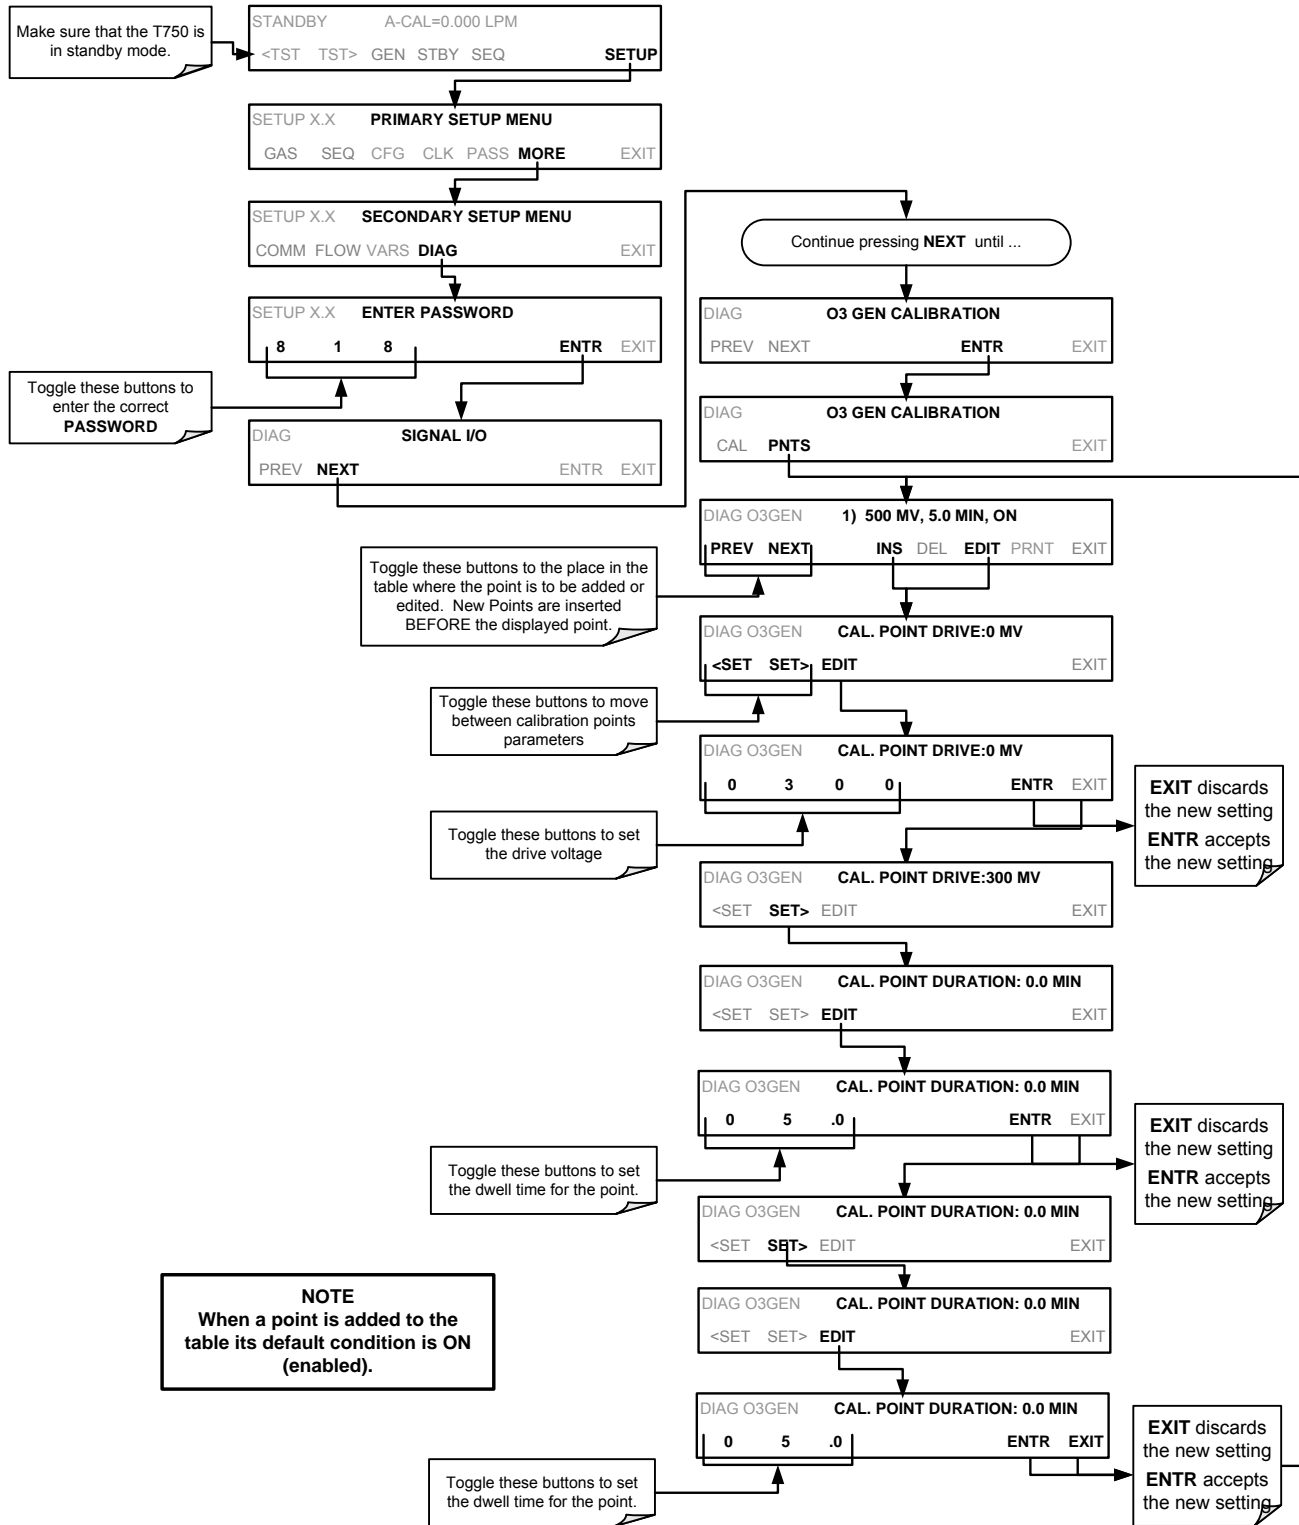 Make sure that the T750 is
in standby mode.
STANDBY A-CAL=0.000 LPM
<TST TST> GEN STBY SEQ SETUP
SETUP X.X PRIMARY SETUP MENU
GAS SEQ CFG CLK PASS MORE EXIT
SETUP X.X SECONDARY SETUP MENU
COMM FLOW VARS DIAG EXIT
SETUP X.X ENTER PASSWORD
8 1 8 ENTR EXIT
Toggle these buttons to
enter the correct
PASSWORD
DIAG SIGNAL I/O
PREV NEXT ENTR EXIT
Continue pressing NEXT until ...
DIAG O3 GEN CALIBRATION
PREV NEXT ENTR EXIT
DIAG O3 GEN CALIBRATION
CAL PNTS EXIT
DIAG O3GEN 1) 500 MV, 5.0 MIN, ON
PREV NEXT INS DEL EDIT PRNT EXIT
Toggle these buttons to the place in the
table where the point is to be added or
edited. New Points are inserted
BEFORE the displayed point.
DIAG O3GEN CAL. POINT DRIVE:0 MV
<SET SET> EDIT EXIT
Toggle these buttons to move
between calibration points
parameters
DIAG O3GEN CAL. POINT DRIVE:0 MV
0 3 0 0 ENTR EXIT
EXIT discards
the new setting
ENTR accepts
the new setting
Toggle these buttons to set
the drive voltage
DIAG O3GEN CAL. POINT DRIVE:300 MV
<SET SET> EDIT EXIT
DIAG O3GEN CAL. POINT DURATION: 0.0 MIN
<SET SET> EDIT EXIT
DIAG O3GEN CAL. POINT DURATION: 0.0 MIN
0 5 .0 ENTR EXIT
EXIT discards
the new setting
ENTR accepts
the new setting
Toggle these buttons to set
the dwell time for the point.
DIAG O3GEN CAL. POINT DURATION: 0.0 MIN
<SET SET> EDIT EXIT
NOTE
When a point is added to the
table its default condition is ON
(enabled).
DIAG O3GEN CAL. POINT DURATION: 0.0 MIN
<SET SET> EDIT EXIT
DIAG O3GEN CAL. POINT DURATION: 0.0 MIN
0 5 .0 ENTR EXIT
EXIT discards
the new setting
ENTR accepts
the new setting
Toggle these buttons to set
the dwell time for the point.